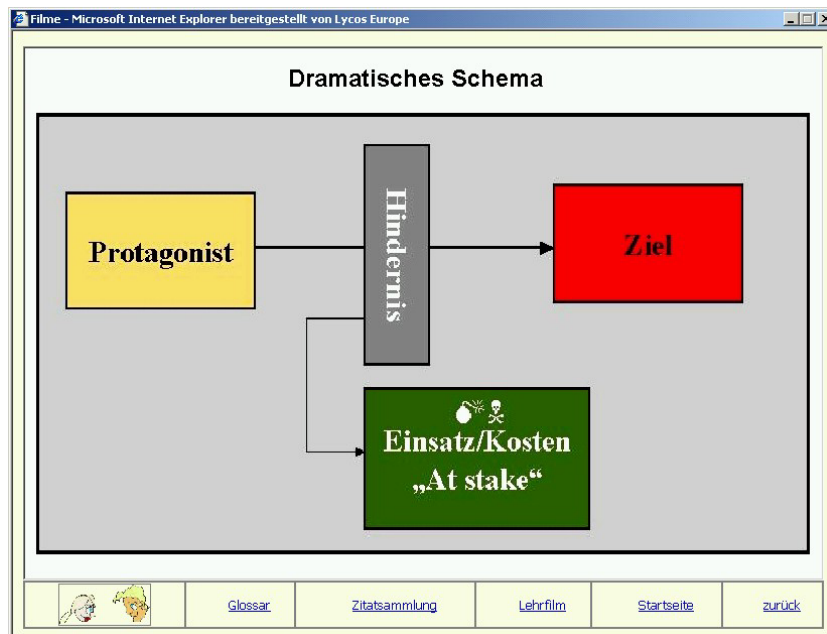 Filme - Microsoft Internet Explorer bereitgestellt von Lycos Europe
Dramatisches Schema
Protagonist
Hindernis
Ziel
Einsatz/Kosten
„At stake“
Glossar
Zitatsammlung
Lehrfilm
Startseite
zurück